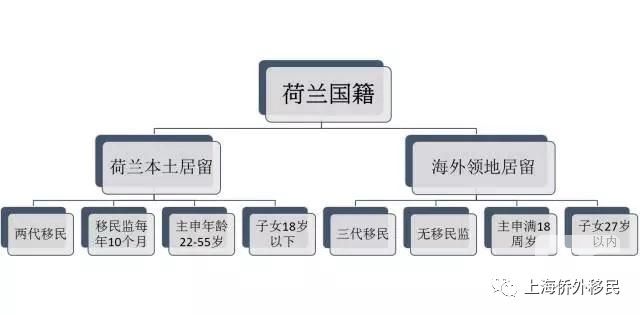 荷兰国籍
荷兰本土居留
海外领地居留
两代移民
移民监每
年10个月
主申年龄
22-55岁
子女18岁
以下
三代移民
无移民监
主申满18
周岁
子女27岁
以内
上海侨外移民